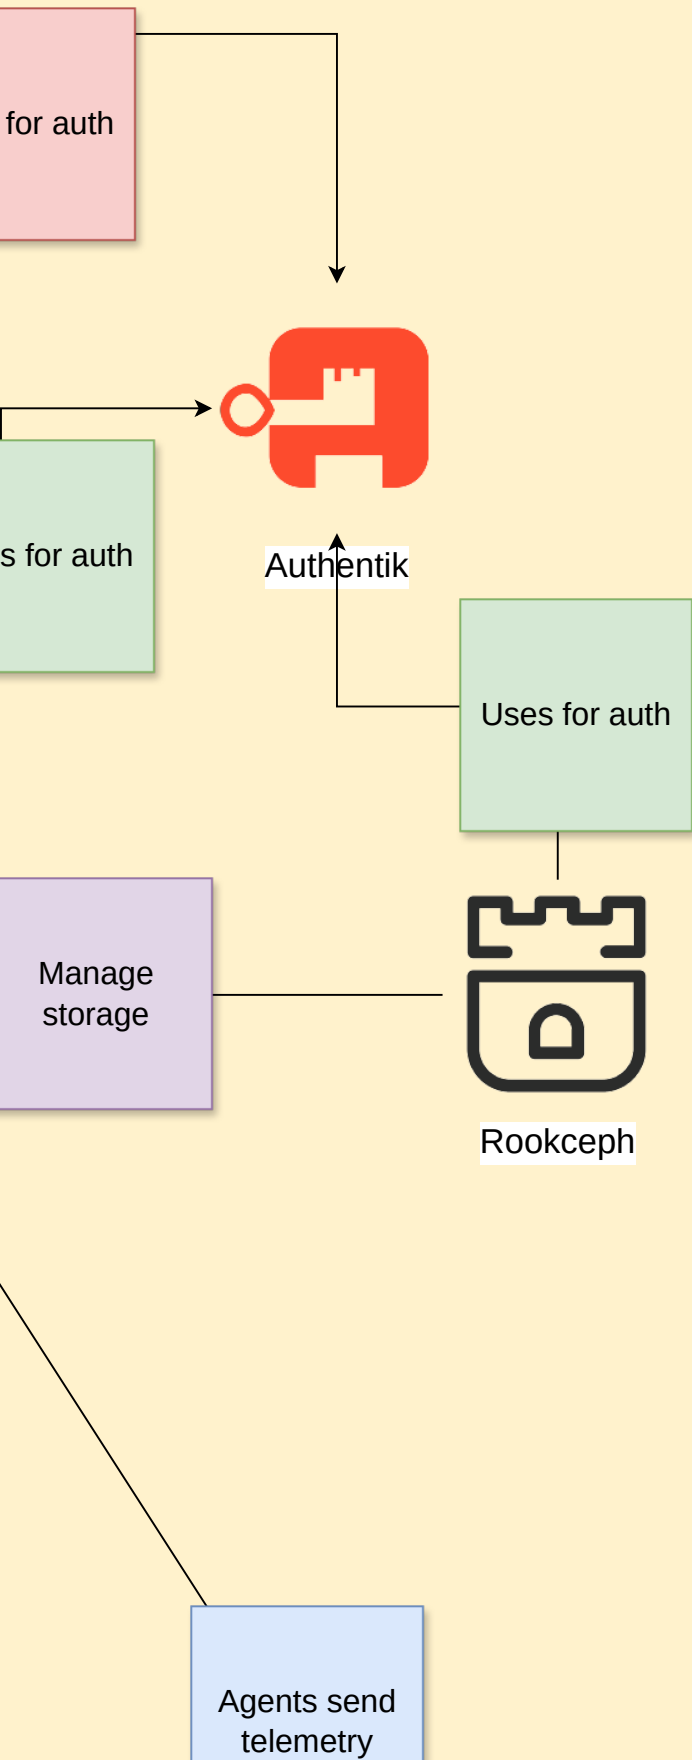 for auth
s for auth
Authentik
Uses for auth
Manage
storage
Rookceph
Agents send
telemetry